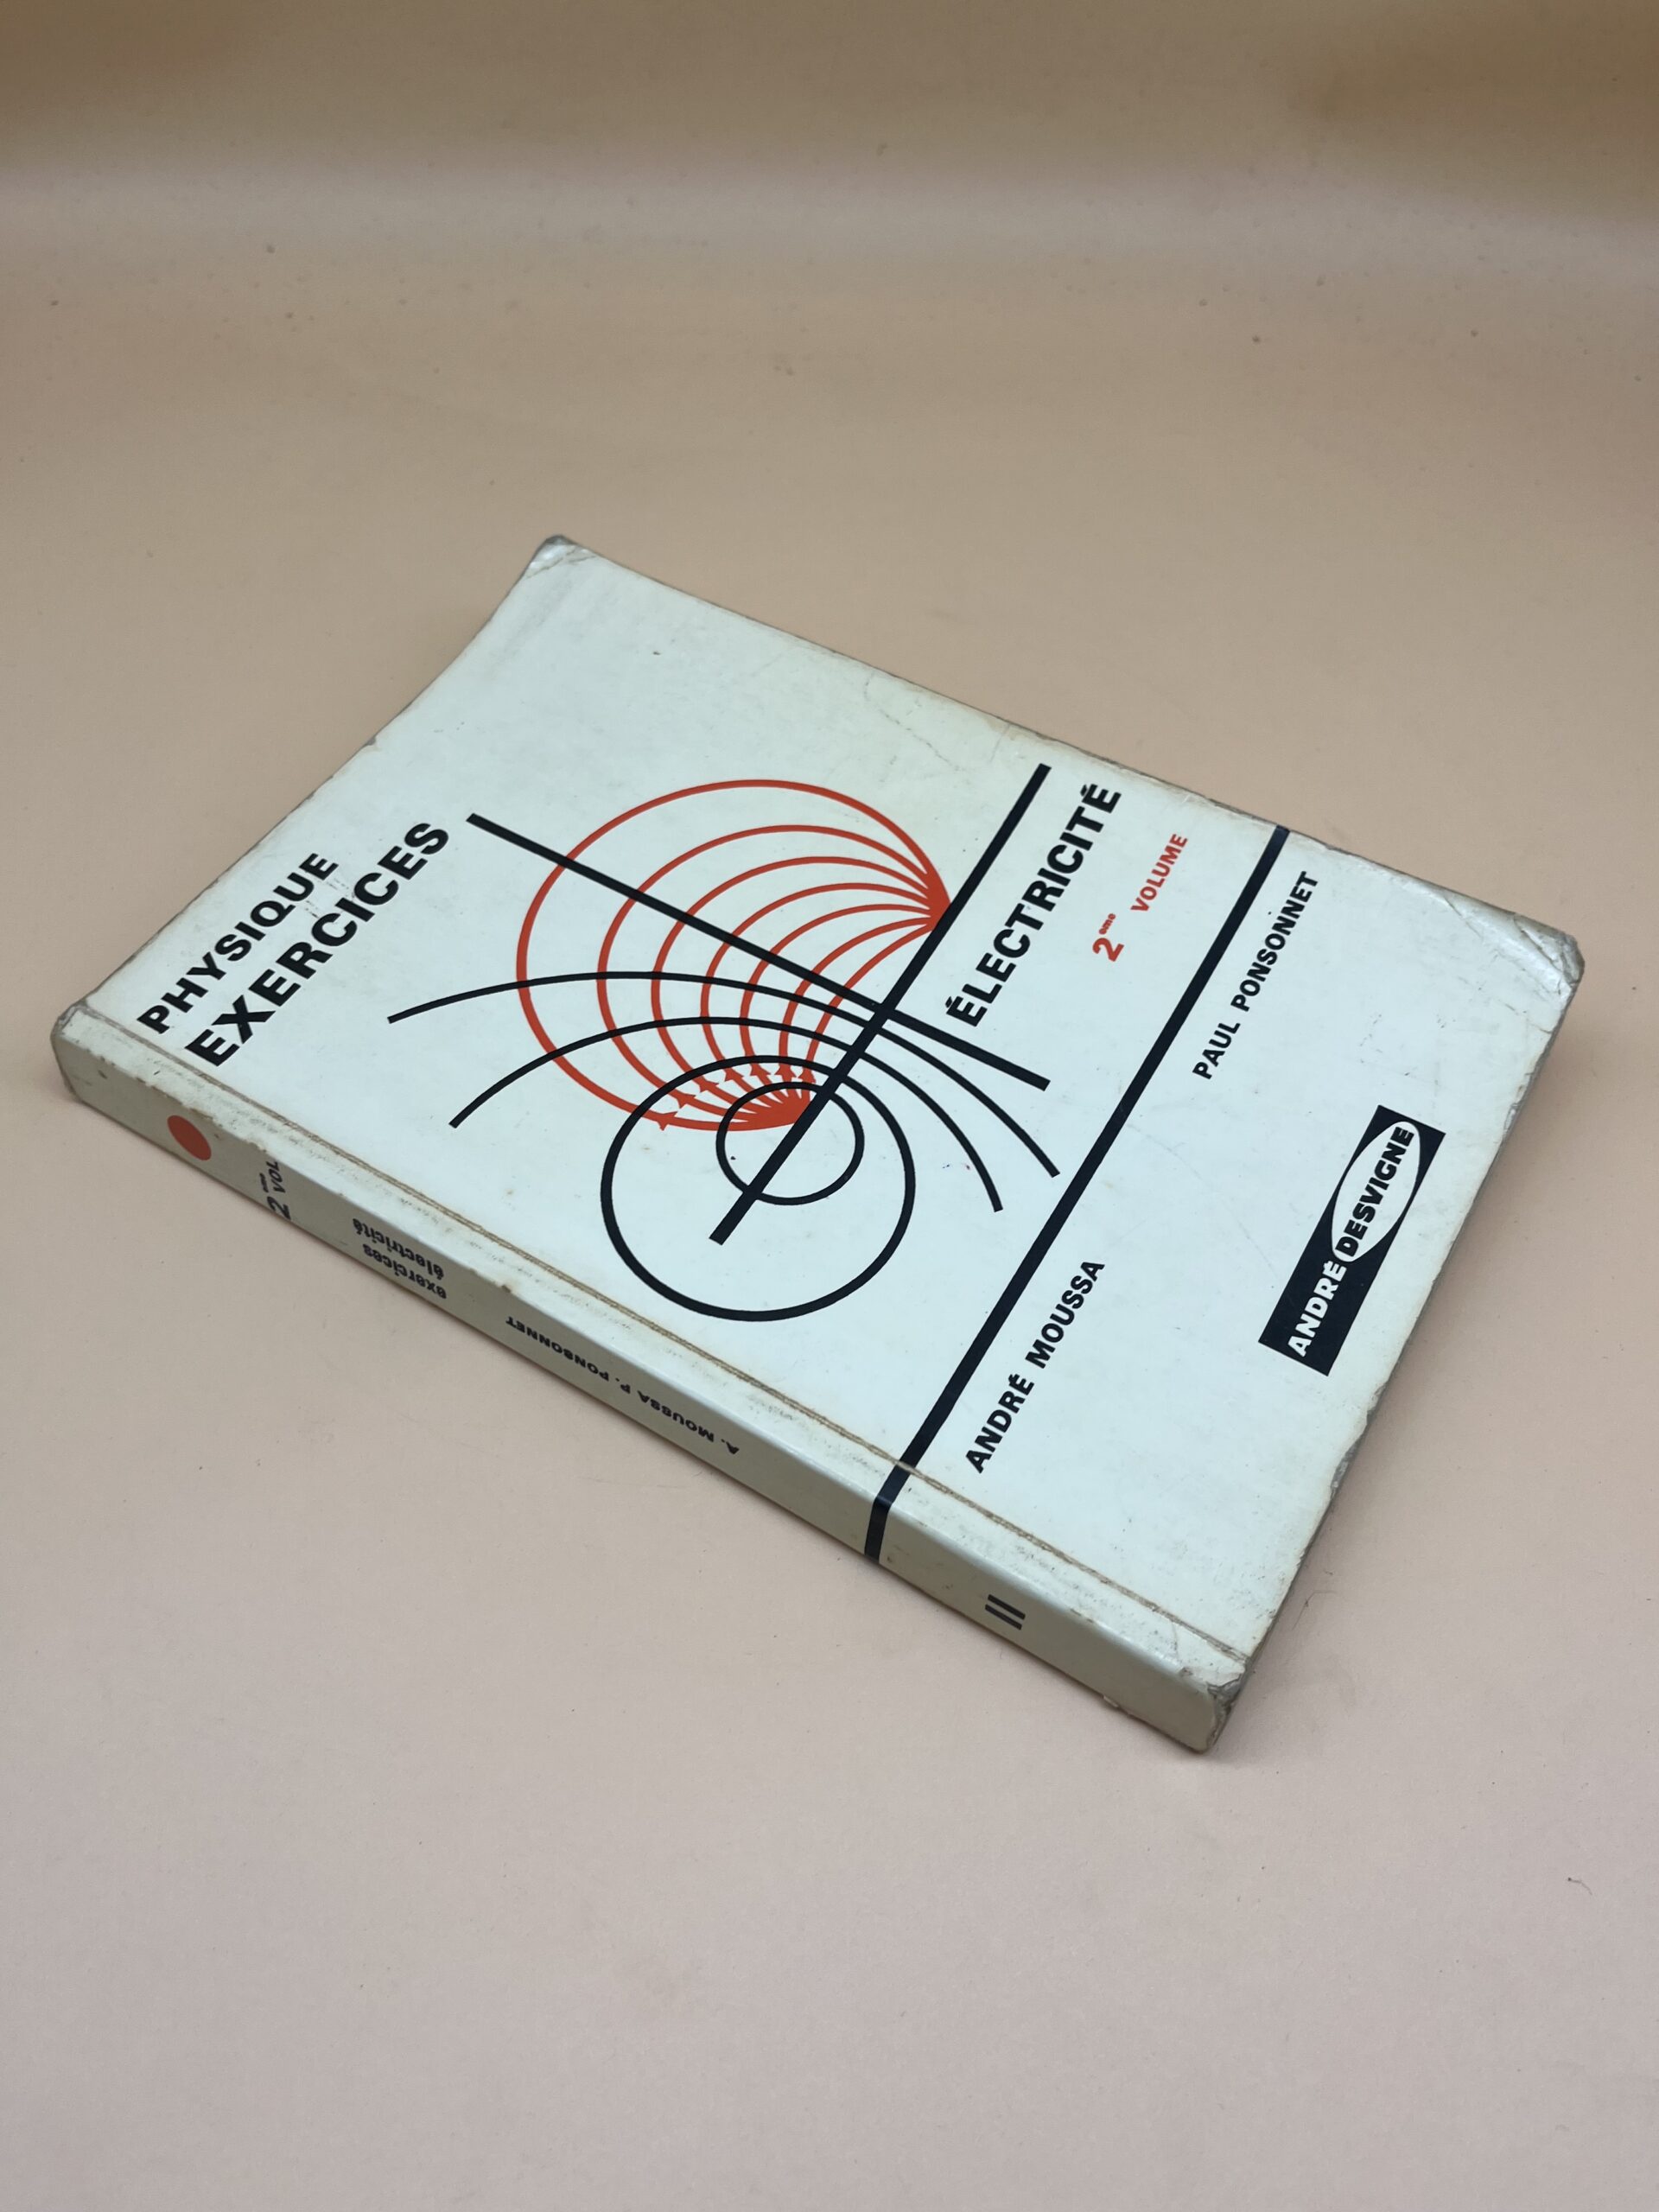 PHYSIQUE
EXERCICES
ÉLECTRICITÉ
2ème VOLUME
ANDRÉ MOUSSA
PAUL PONSONNET
ANDRÉ DESVIGNE
2ème VOL
exercices
électricité
A. MOUSSA P. PONSONNET
II